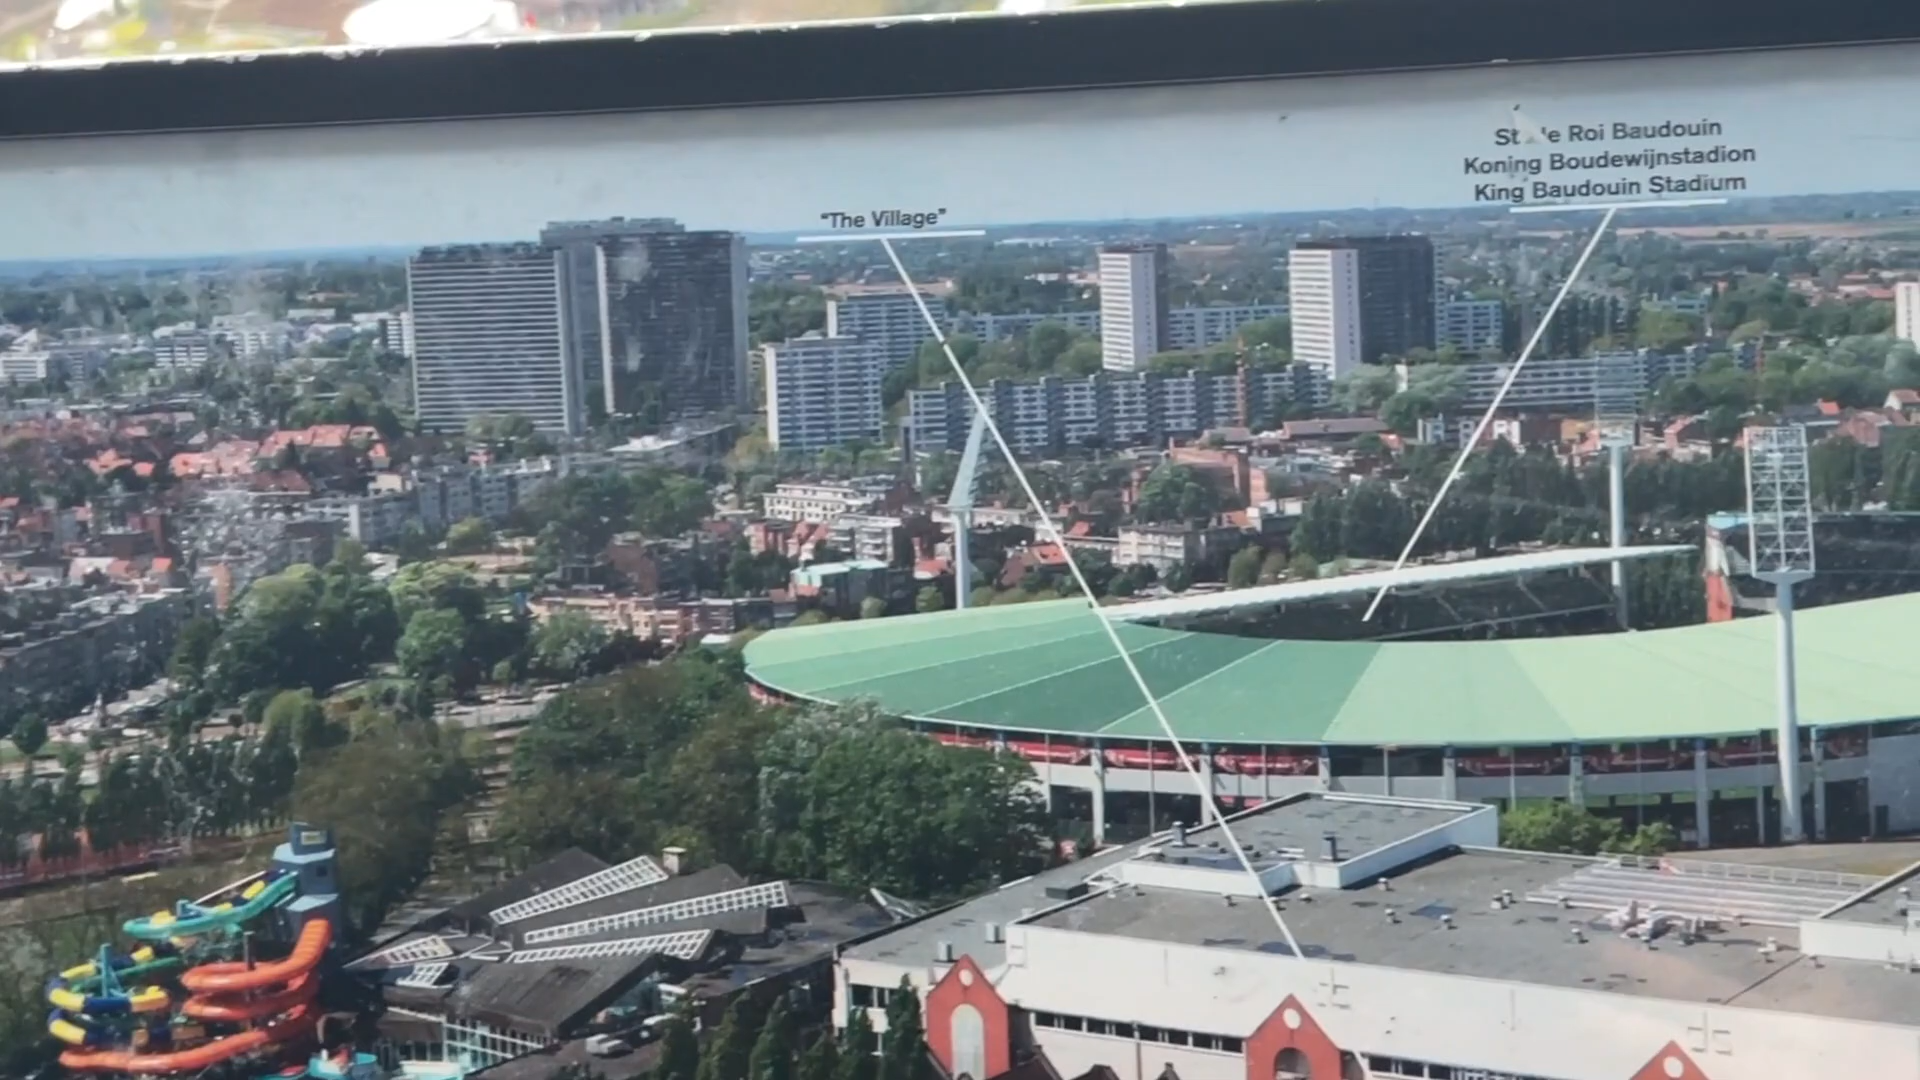 "The Village"
Roi Baudouin
Koning Boudewijnstadion
King Baudouin Stadium